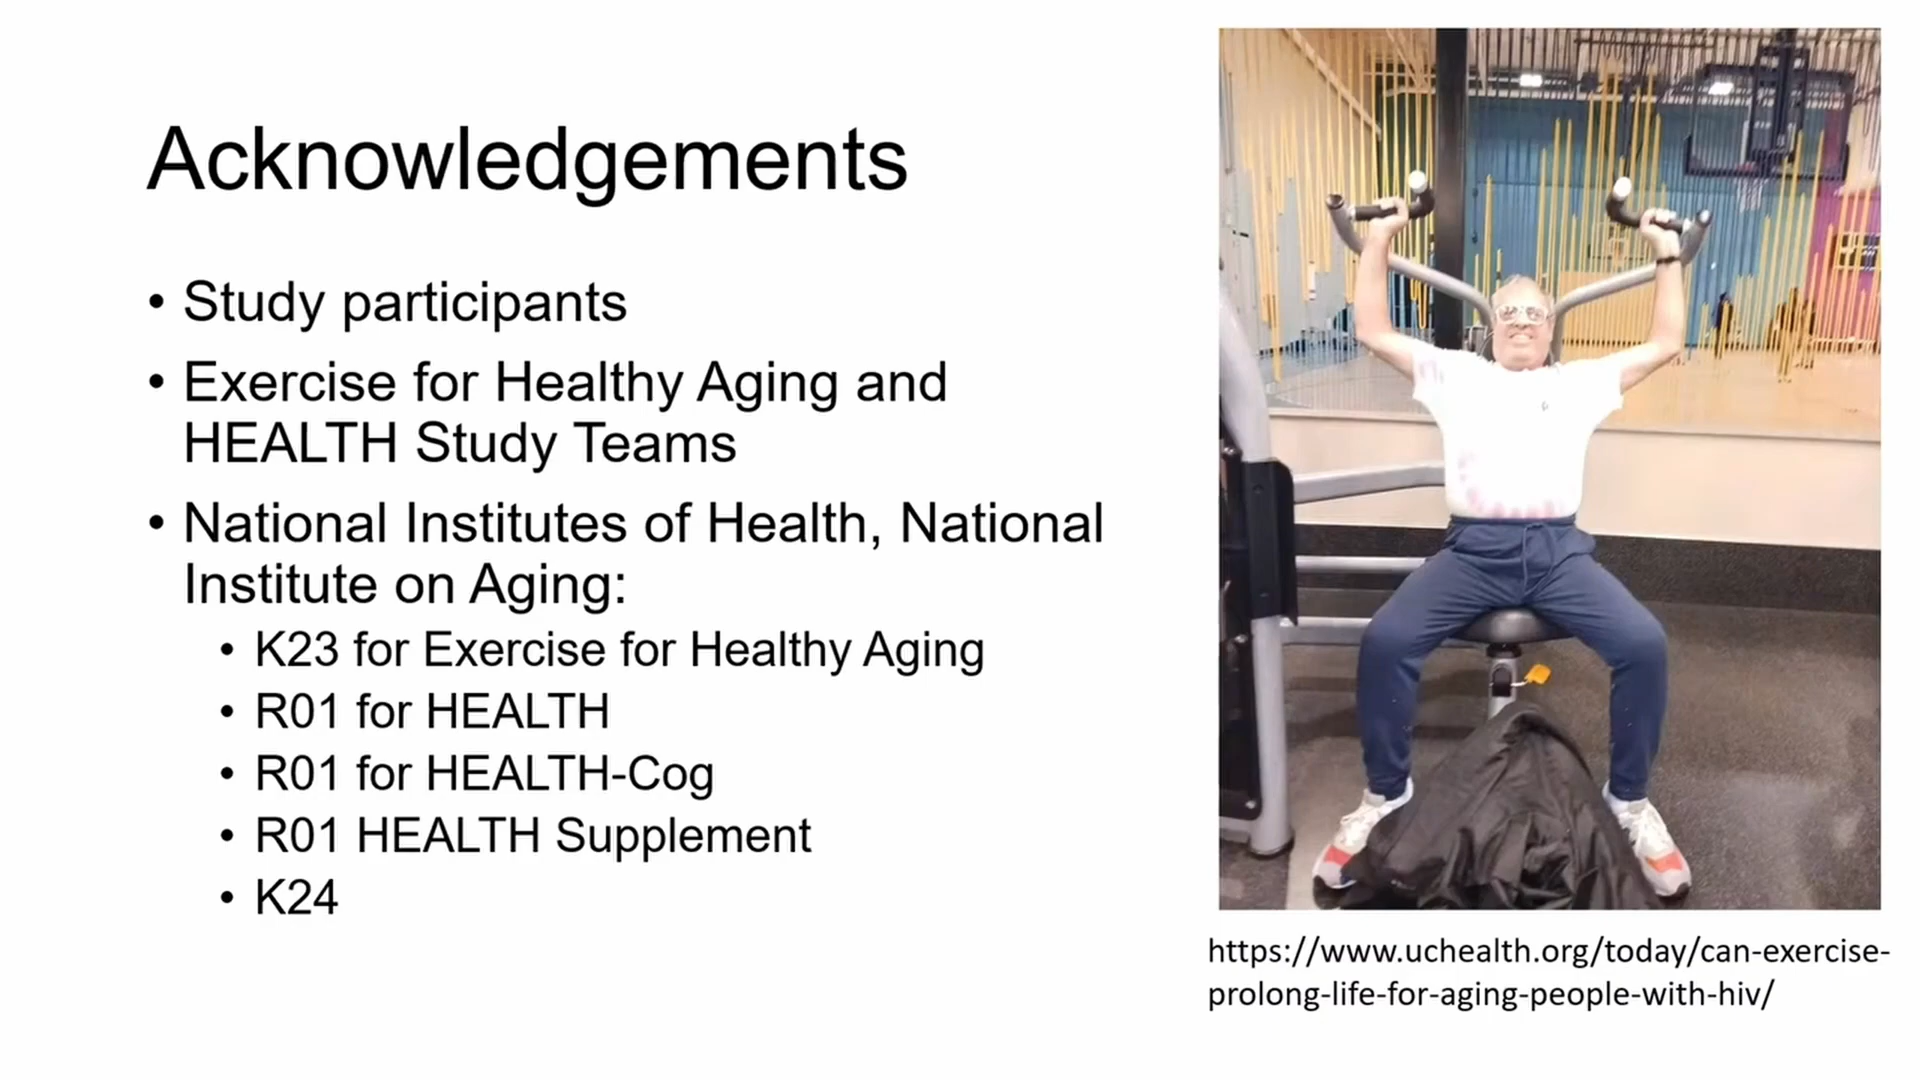 Acknowledgements
• Study participants
• Exercise for Healthy Aging and
HEALTH Study Teams
• National Institutes of Health, National
Institute on Aging:
• K23 for Exercise for Healthy Aging
• R01 for HEALTH
• R01 for HEALTH-Cog
• R01 HEALTH Supplement
• K24
https://www.uchealth.org/today/can-exercise-
prolong-life-for-aging-people-with-hiv/